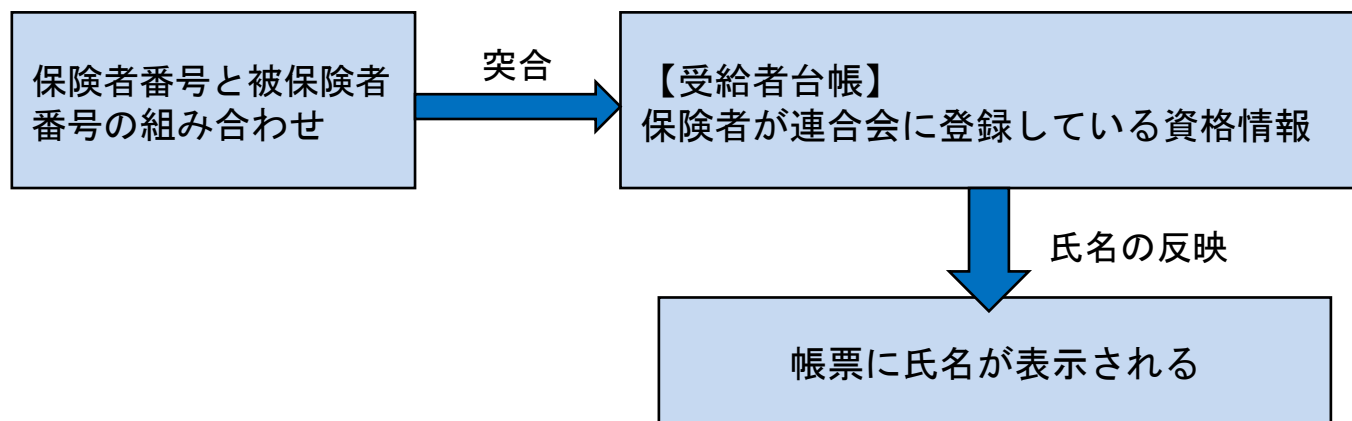 保険者番号と被保険者
番号の組み合わせ
突合
【受給者台帳】
保険者が連合会に登録している資格情報
氏名の反映
帳票に氏名が表示される